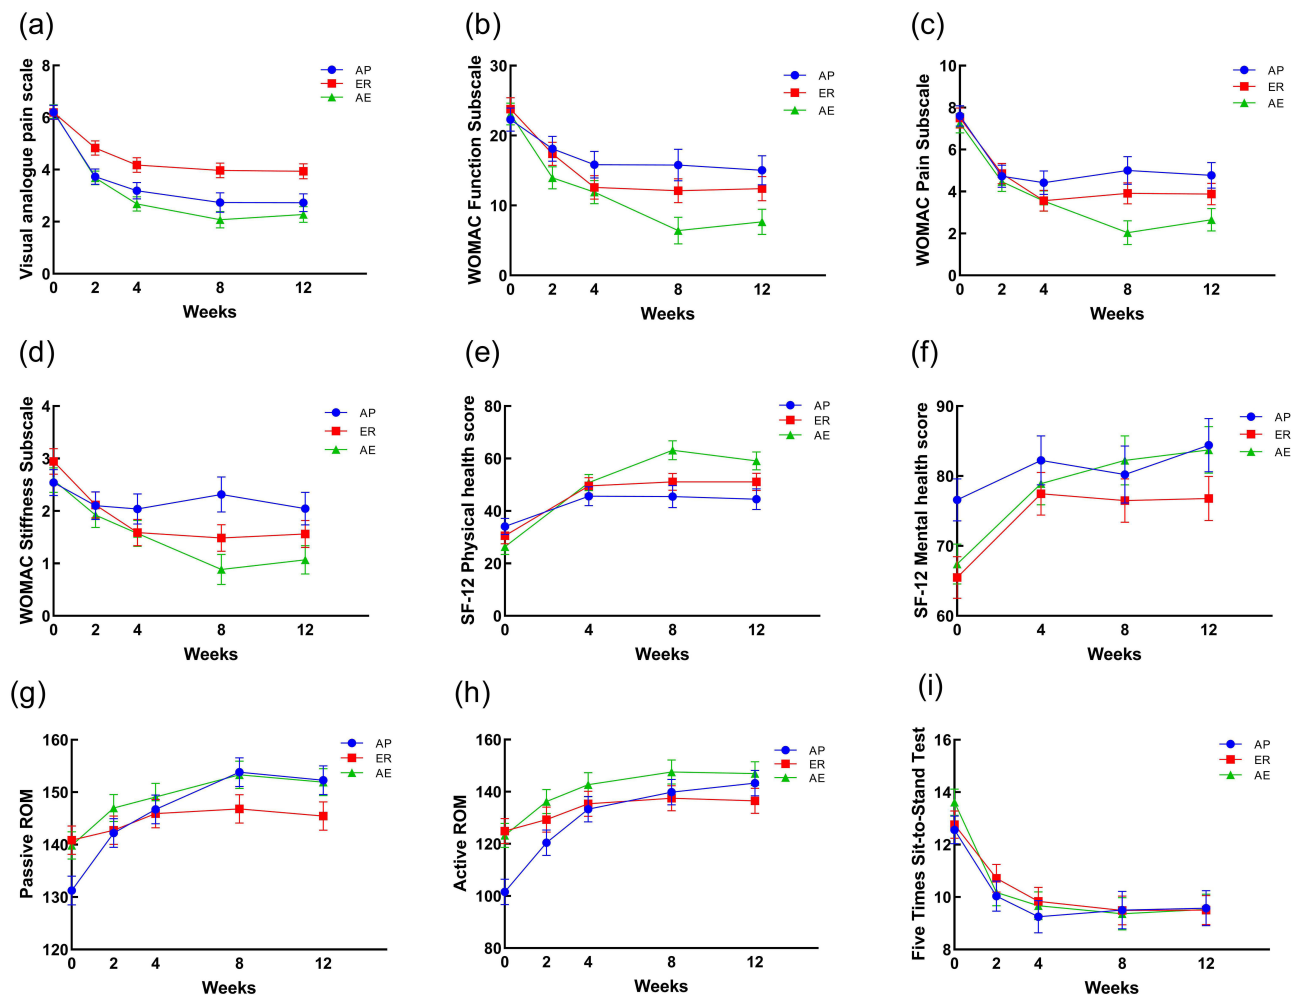 (a)
Visual analogue pain scale
8
6
4
2
0
0 2 4 8 12
Weeks
AP
ER
AE
(b)
WOMAC Function Subscale
30
20
10
0
0 2 4 8 12
Weeks
AP
ER
AE
(c)
WOMAC Pain Subscale
10
8
6
4
2
0
0 2 4 8 12
Weeks
AP
ER
AE
(d)
WOMAC Stiffness Subscale
4
3
2
1
0
0 2 4 8 12
Weeks
AP
ER
AE
(e)
SF-12 Physical health score
80
60
40
20
0
0 4 8 12
Weeks
AP
ER
AE
(f)
SF-12 Mental health score
90
80
70
60
0 4 8 12
Weeks
AP
ER
AE
(g)
Passive ROM
160
150
140
130
120
0 2 4 8 12
Weeks
AP
ER
AE
(h)
Active ROM
160
140
120
100
80
0 2 4 8 12
Weeks
AP
ER
AE
(i)
Five Times Sit-to-Stand Test
16
14
12
10
8
0 2 4 8 12
Weeks
AP
ER
AE